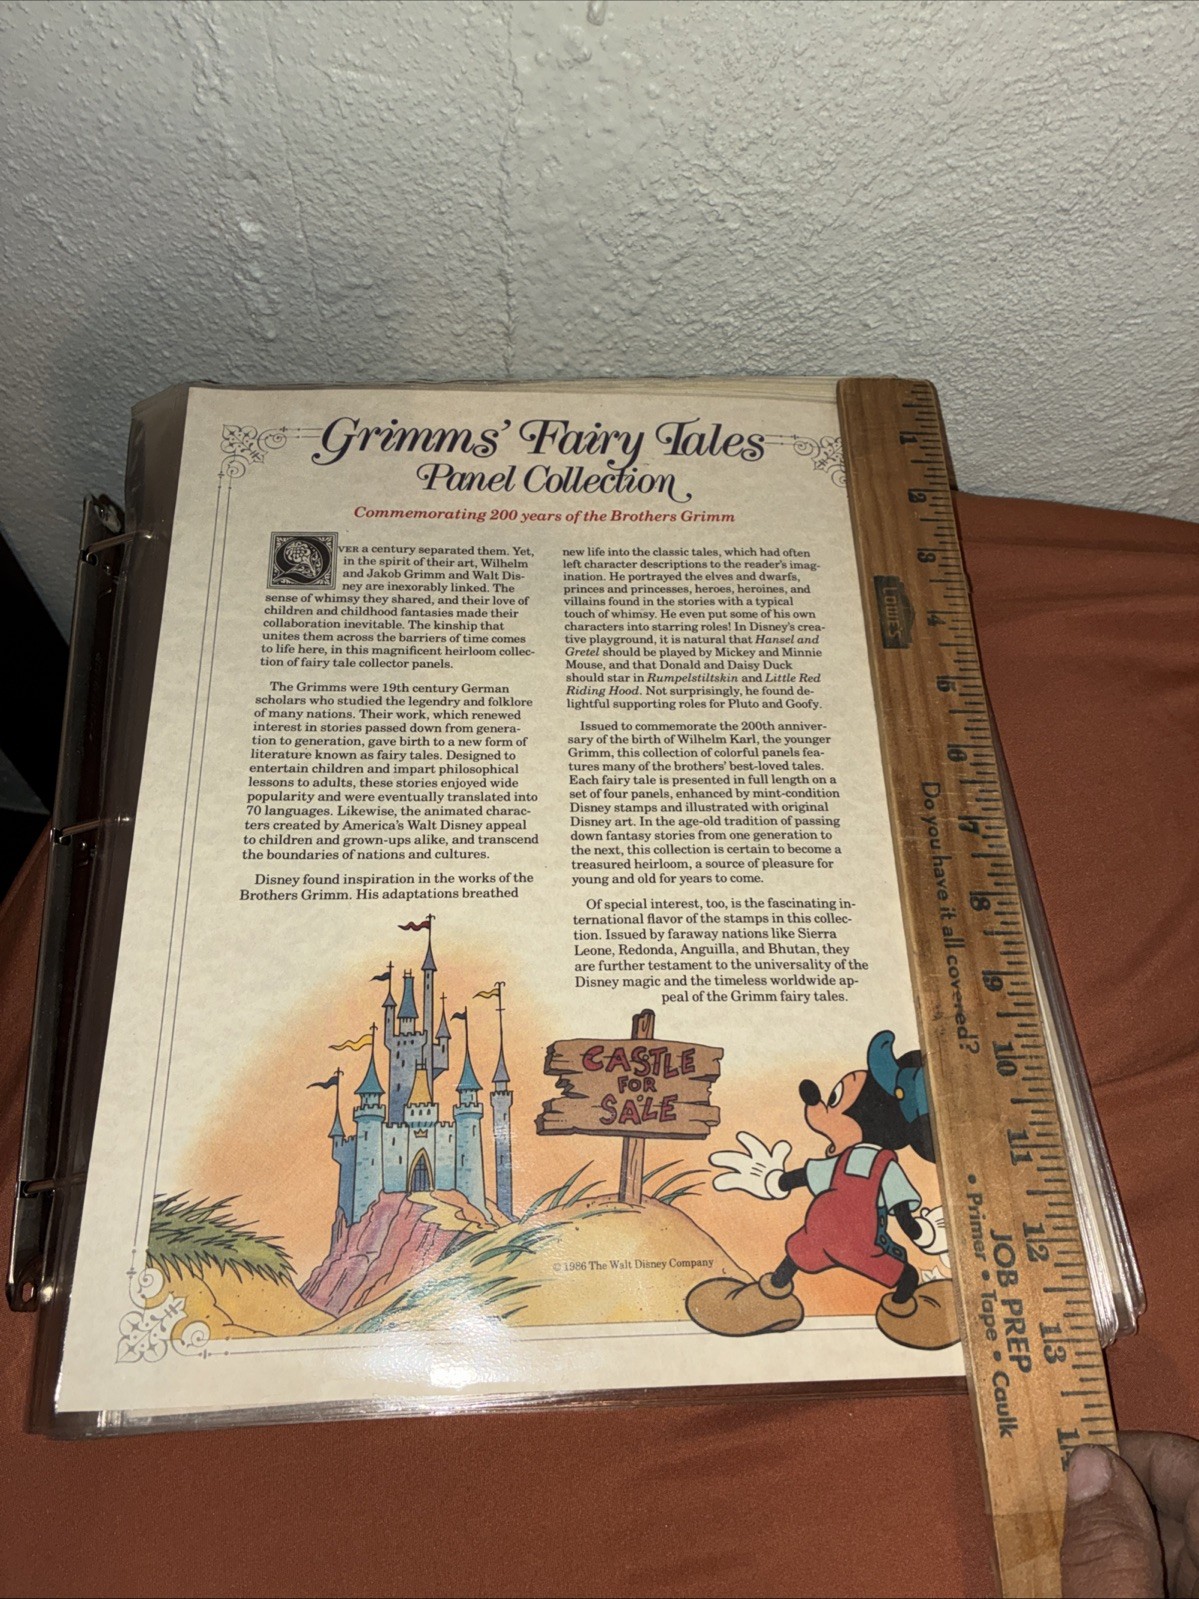 Grimms' Fairy Tales
Panel Collection
Commemorating 200 years of the Brothers Grimm
OVER a century separated them. Yet,
in the spirit of their art, Wilhelm
and Jakob Grimm and Walt Dis-
ney are inexorably linked. The
sense of whimsy they shared, and their love of
children and childhood fantasies made their
collaboration inevitable. The kinship that
unites them across the barriers of time comes
to life here, in this magnificent heirloom collec-
tion of fairy tale collector panels.
The Grimms were 19th century German
scholars who studied the legendry and folklore
of many nations. Their work, which renewed
interest in stories passed down from genera-
tion to generation, gave birth to a new form of
literature known as fairy tales. Designed to
entertain children and impart philosophical
lessons to adults, these stories enjoyed wide
popularity and were eventually translated into
70 languages. Likewise, the animated charac-
ters created by America's Walt Disney appeal
to children and grown-ups alike, and transcend
the boundaries of nations and cultures.
Disney found inspiration in the works of the
Brothers Grimm. His adaptations breathed
new life into the classic tales, which had often
left character descriptions to the reader's imag-
ination. He portrayed the elves and dwarfs,
princes and princesses, heroes, heroines, and
villains found in the stories with a typical
touch of whimsy. He even put some of his own
characters into starring roles! In Disney's crea-
tive playground, it is natural that Hansel and
Gretel should be played by Mickey and Minnie
Mouse, and that Donald and Daisy Duck
should star in Rumpelstiltskin and Little Red
Riding Hood. Not surprisingly, he found de-
lightful supporting roles for Pluto and Goofy.
Issued to commemorate the 200th anniver-
sary of the birth of Wilhelm Karl, the younger
Grimm, this collection of colorful panels fea-
tures many of the brothers' best-loved tales.
Each fairy tale is presented in full length on a
set of four panels, enhanced by mint-condition
Disney stamps and illustrated with original
Disney art. In the age-old tradition of passing
down fantasy stories from one generation to
the next, this collection is certain to become a
treasured heirloom, a source of pleasure for
young and old for years to come.
Of special interest, too, is the fascinating in-
ternational flavor of the stamps in this collec-
tion. Issued by faraway nations like Sierra
Leone, Redonda, Anguilla, and Bhutan, they
are further testament to the universality of the
Disney magic and the timeless worldwide ap-
peal of the Grimm fairy tales.
CASTLE
FOR
SALE
© 1986 The Walt Disney Company
1 2 3 4 5 6 7 8 9 10 11 12 13 14
LOWE'S
Do you have it all covered?
JOB PREP
• Primer • Tape • Caulk